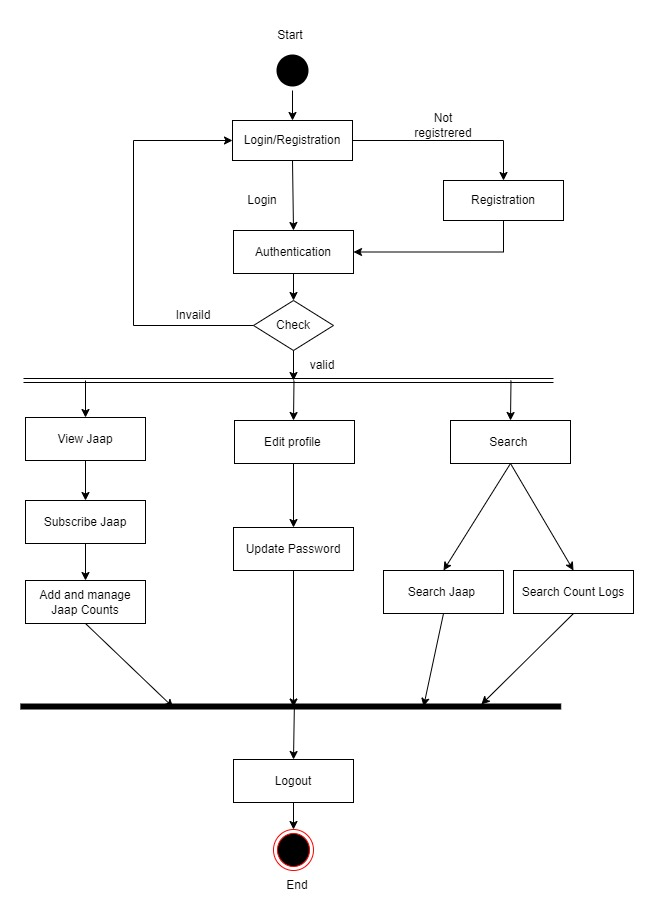 Start
Login/Registration
Not
registrered
Login
Registration
Authentication
Invaild
Check
valid
View Jaap
Edit profile
Search
Subscribe Jaap
Update Password
Add and manage
Jaap Counts
Search Jaap
Search Count Logs
Logout
End